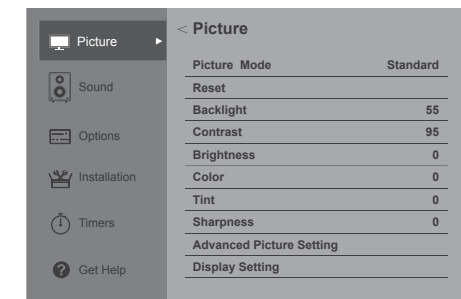 Picture
Sound
Options
Installation
Timers
Get Help
< Picture
Picture Mode Standard
Reset
Backlight 55
Contrast 95
Brightness 0
Color 0
Tint 0
Sharpness 0
Advanced Picture Setting
Display Setting